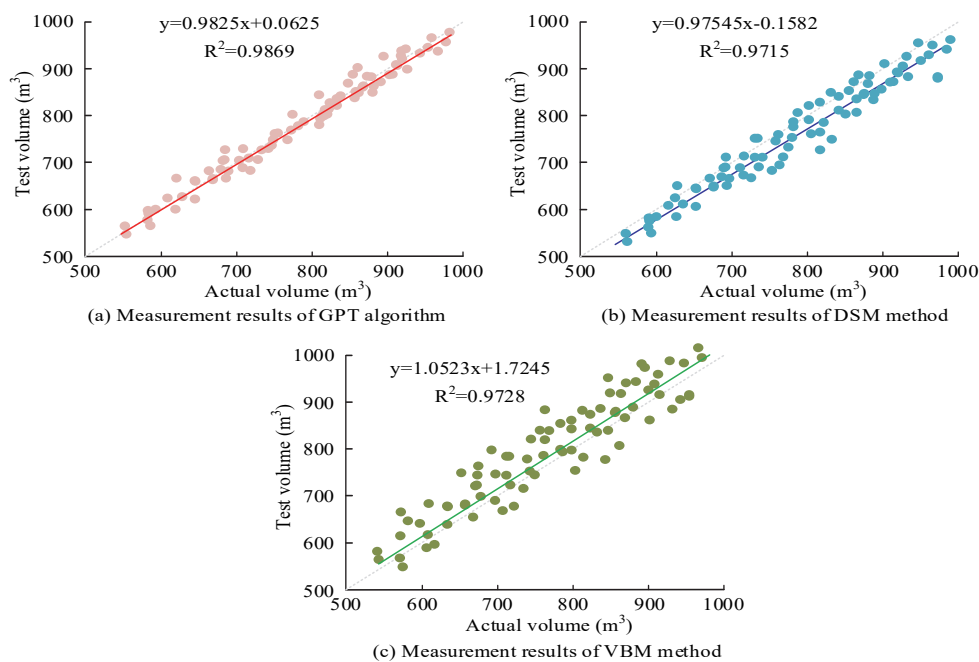 y=0.9825x+0.0625
R²=0.9869
Test volume (m³)
1000
900
800
700
600
500
500 600 700 800 900 1000
Actual volume (m³)
(a) Measurement results of GPT algorithm
y=0.97545x-0.1582
R²=0.9715
Test volume (m³)
1000
900
800
700
600
500
500 600 700 800 900 1000
Actual volume (m³)
(b) Measurement results of DSM method
y=1.0523x+1.7245
R²=0.9728
Test volume (m³)
1000
900
800
700
600
500
500 600 700 800 900 1000
Actual volume (m³)
(c) Measurement results of VBM method